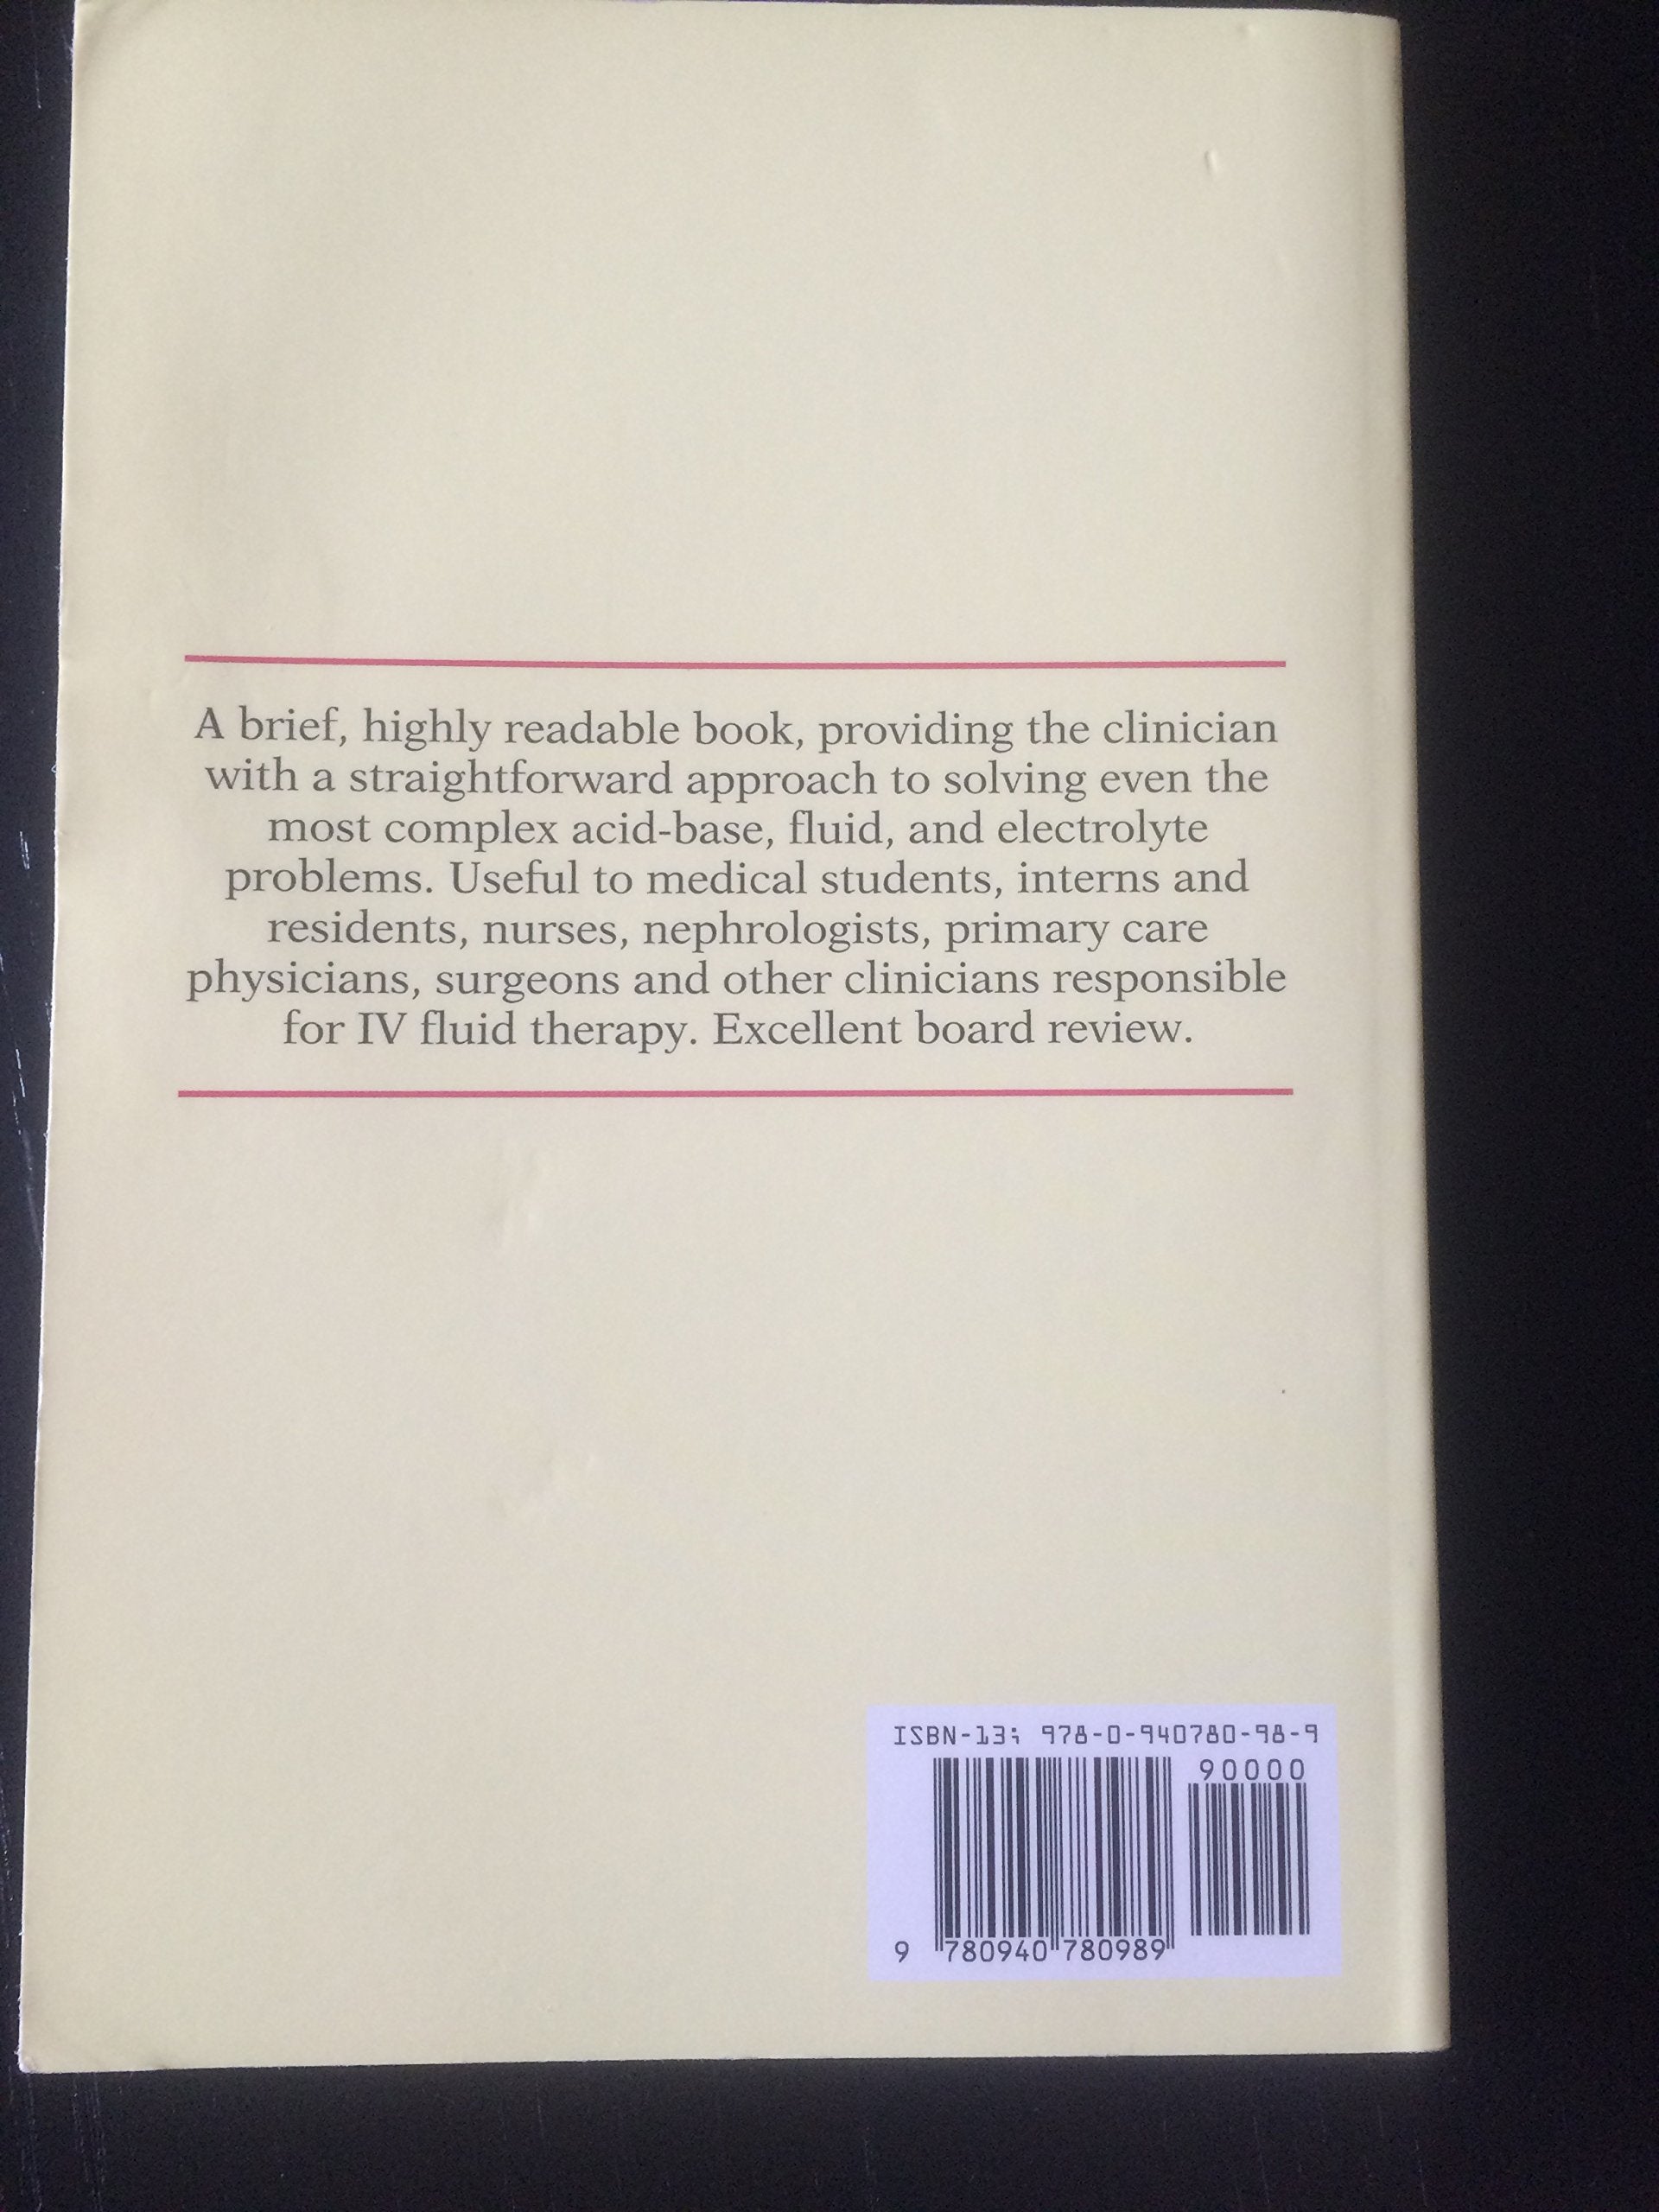 A brief, highly readable book, providing the clinician
with a straightforward approach to solving even the
most complex acid-base, fluid, and electrolyte
problems. Useful to medical students, interns and
residents, nurses, nephrologists, primary care
physicians, surgeons and other clinicians responsible
for IV fluid therapy. Excellent board review.
ISBN-13: 978-0-940780-98-9
90000
9 780940 780989